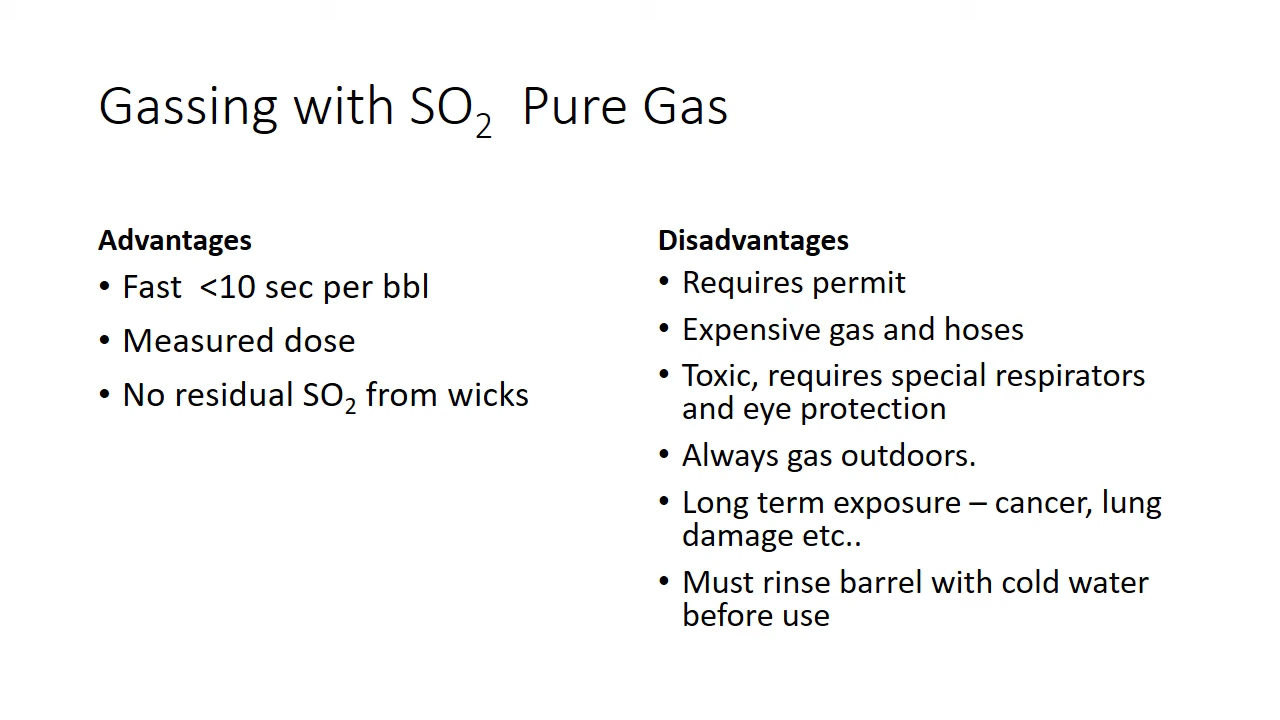 Gassing with SO₂  Pure Gas
Advantages
• Fast  <10 sec per bbl
• Measured dose
• No residual SO₂ from wicks
Disadvantages
• Requires permit
• Expensive gas and hoses
• Toxic, requires special respirators
and eye protection
• Always gas outdoors.
• Long term exposure – cancer, lung
damage etc..
• Must rinse barrel with cold water
before use